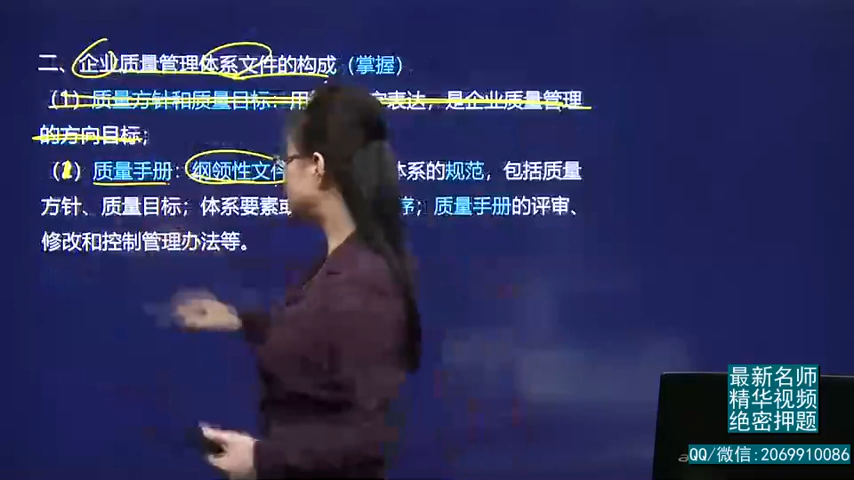 二、企业质量管理体系文件的构成（掌握）
（1）质量方针和质量目标：用 表达，是企业质量管理
的方向目标；
（1）质量手册：纲领性文件 体系的规范，包括质量
方针、质量目标；体系要素或 序；质量手册的评审、
修改和控制管理办法等。
最新名师
精华视频
绝密押题
QQ/微信:2069910086